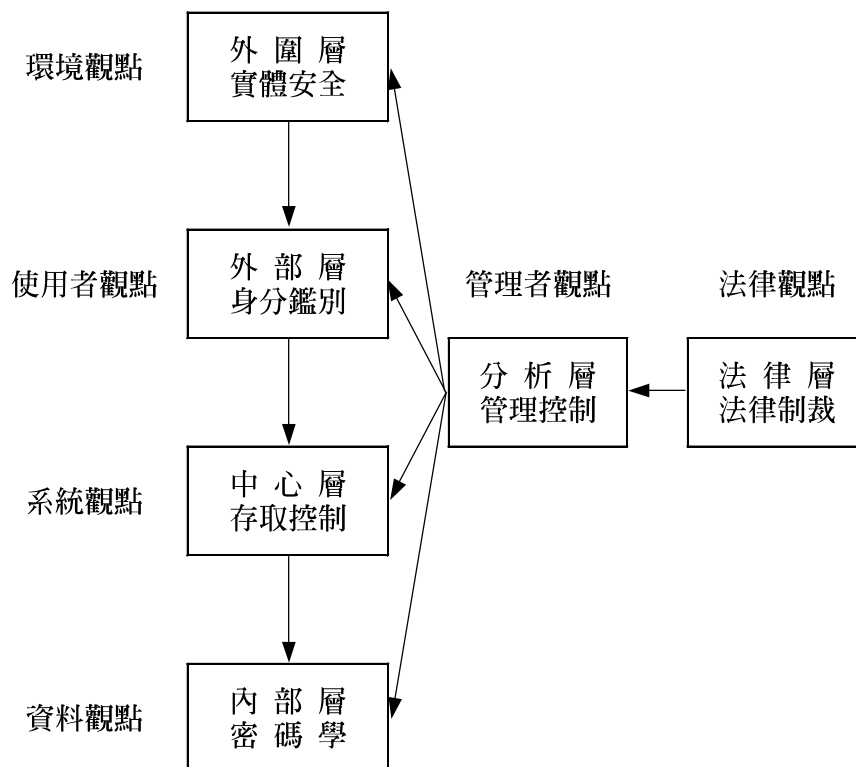 環境觀點
外 圍 層
實體安全
使用者觀點
外 部 層
身分鑑別
管理者觀點
法律觀點
分 析 層
管理控制
法 律 層
法律制裁
系統觀點
中 心 層
存取控制
資料觀點
內 部 層
密 碼 學